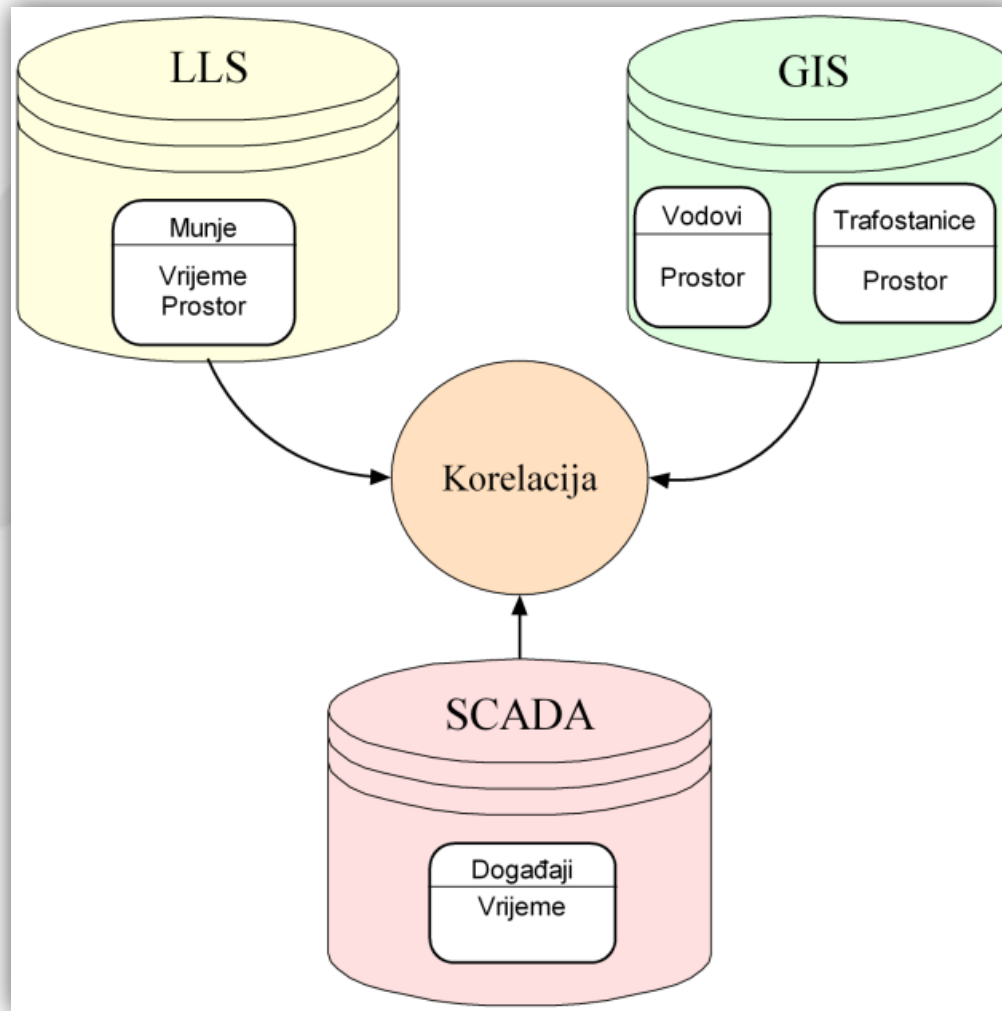 LLS
Munje
Vrijeme
Prostor
GIS
Vodovi
Prostor
Trafostanice
Prostor
Korelacija
SCADA
Događaji
Vrijeme